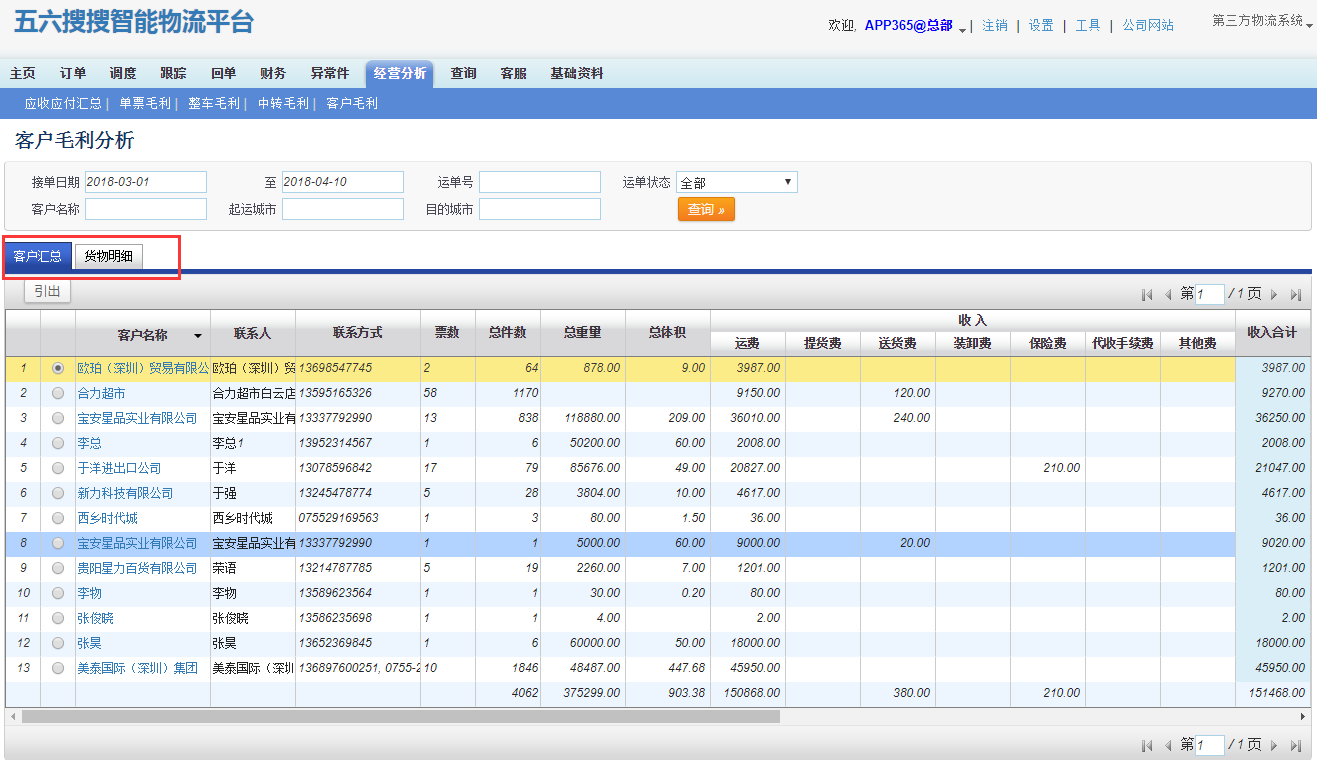 五六搜搜智能物流平台
欢迎, APP365@总部 | 注销 | 设置 | 工具 | 公司网站 第三方物流系统
主页 订单 调度 跟踪 回单 财务 异常件 经营分析 查询 客服 基础资料
应收应付汇总 | 单票毛利 | 整车毛利 | 中转毛利 | 客户毛利
客户毛利分析
接单日期 2018-03-01 至 2018-04-10 运单号 运单状态 全部
客户名称 起运城市 目的城市 查询 »
客户汇总 货物明细
引出 第 1 / 1 页
客户名称 联系人 联系方式 票数 总件数 总重量 总体积 收 入 收入合计
运费 提货费 送货费 装卸费 保险费 代收手续费 其他费
1 欧珀（深圳）贸易有限公 欧珀（深圳）贸 13698547745 2 64 878.00 9.00 3987.00 3987.00
2 合力超市 合力超市白云店 13595165326 58 1170 9150.00 120.00 9270.00
3 宝安星品实业有限公司 宝安星品实业有 13337792990 13 838 118880.00 209.00 36010.00 240.00 36250.00
4 李总 李总1 13952314567 1 6 50200.00 60.00 2008.00 2008.00
5 于洋进出口公司 于洋 13078596842 17 79 85676.00 49.00 20827.00 210.00 21047.00
6 新力科技有限公司 于强 13245478774 5 28 3804.00 10.00 4617.00 4617.00
7 西乡时代城 西乡时代城 075529169563 1 3 80.00 1.50 36.00 36.00
8 宝安星品实业有限公司 宝安星品实业有 13337792990 1 1 5000.00 60.00 9000.00 20.00 9020.00
9 贵阳星力百货有限公司 荣语 13214787785 5 19 2260.00 7.00 1201.00 1201.00
10 李物 李物 13589623564 1 1 30.00 0.20 80.00 80.00
11 张俊晓 张俊晓 13586235698 1 1 4.00 2.00 2.00
12 张昊 张昊 13652369845 1 6 60000.00 50.00 18000.00 18000.00
13 美泰国际（深圳）集团 美泰国际（深圳 136897600251, 0755-2 10 1846 48487.00 447.68 45950.00 45950.00
4062 375299.00 903.38 150868.00 380.00 210.00 151468.00
第 1 / 1 页